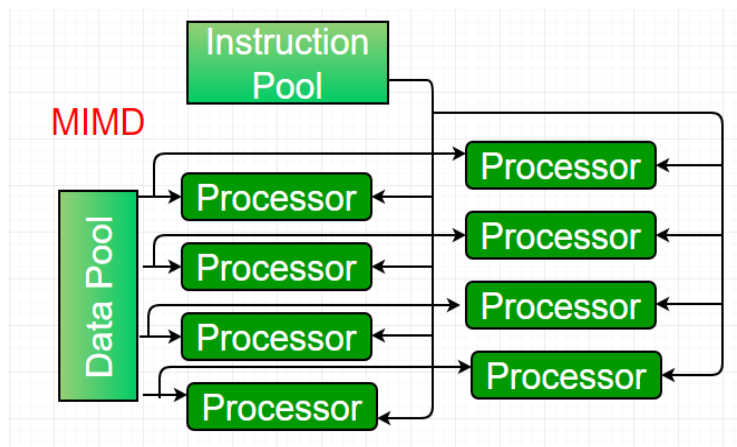 Instruction
Pool
MIMD
Processor
Processor
Processor
Processor
Data Pool
Processor
Processor
Processor
Processor